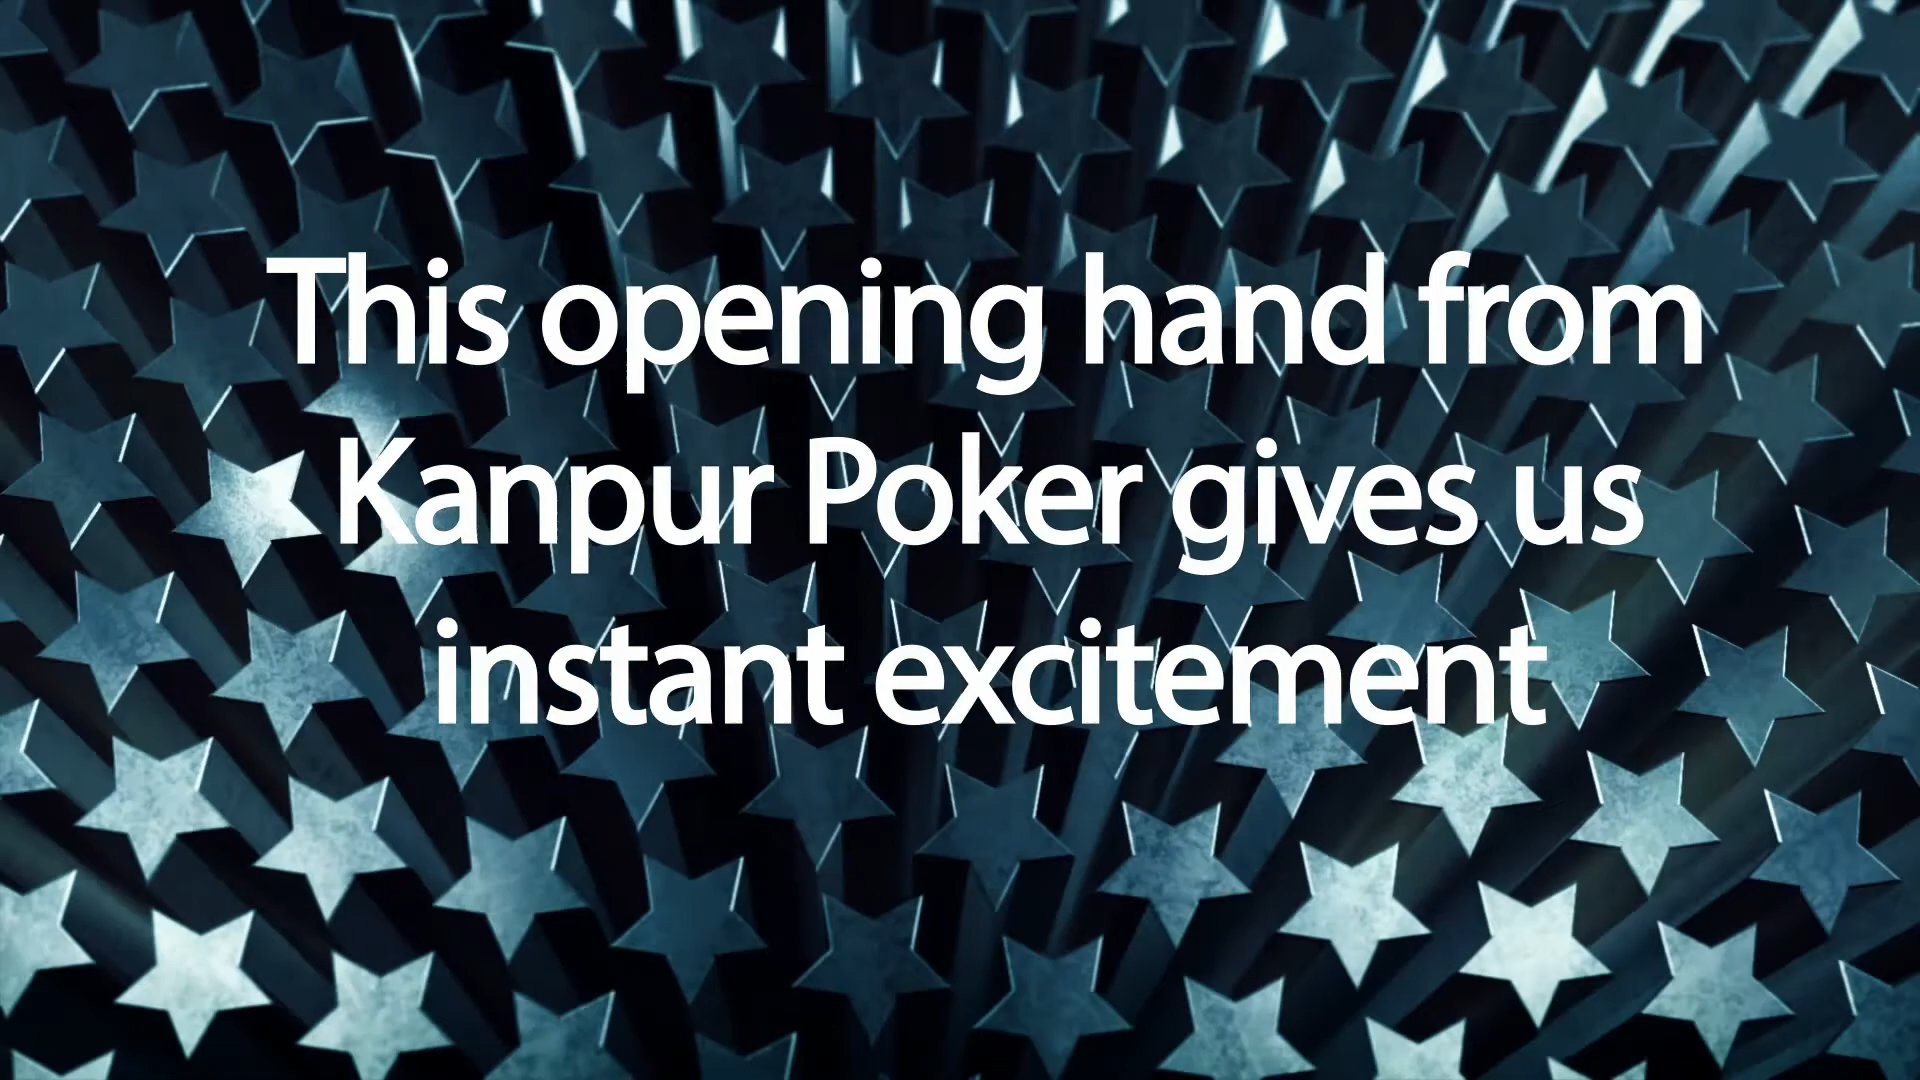 This opening hand from
Kanpur Poker gives us
instant excitement